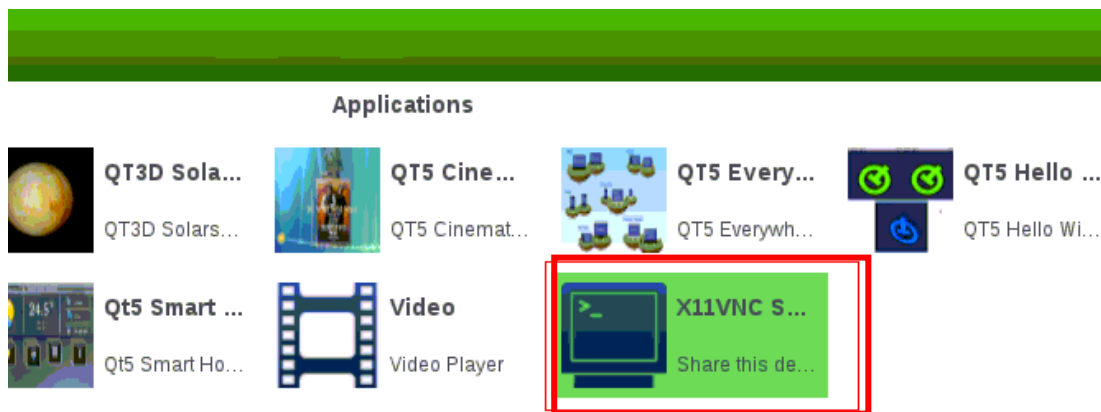 Applications
QT3D Sola...
QT5 Cine...
QT5 Every...
QT5 Hello ...
QT3D Solars...
QT5 Cinemat...
QT5 Everywh...
QT5 Hello Wi...
24.5°
>_
Qt5 Smart ...
Video
X11VNC S...
Qt5 Smart Ho...
Video Player
Share this de...